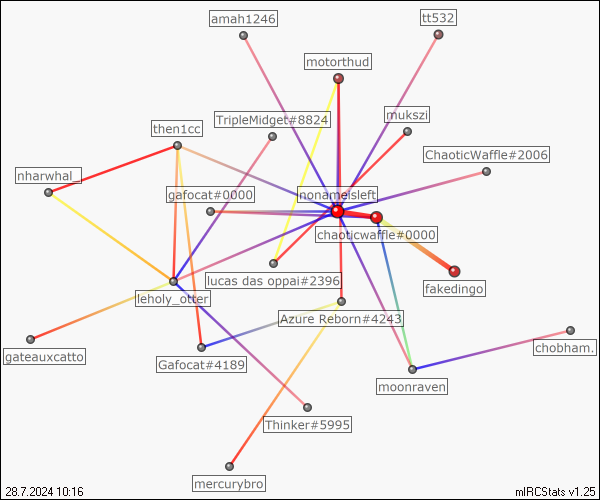 amah1246
tt532
motorthud
TripleMidget#8824
mukszi
then1cc
ChaoticWaffle#2006
nharwhal_
gafocat#0000
nonameisleft
chaoticwaffle#0000
lucas das oppai#2396
fakedingo
leholy_otter
Azure Reborn#4243
gateauxcatto
Gafocat#4189
chobham.
moonraven
Thinker#5995
mercurybro
28.7.2024 10:16
mIRCStats v1.25